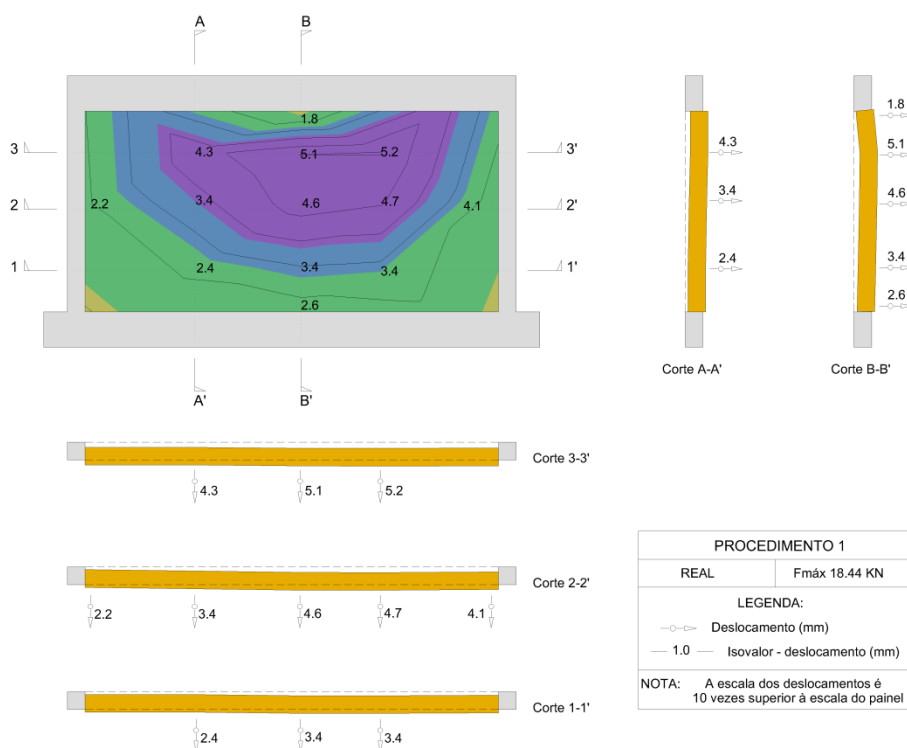 A
B
3
3'
2
2'
1
1'
1.8
4.3
5.1
5.2
2.2
3.4
4.6
4.7
4.1
2.4
3.4
3.4
2.6
A'
B'
4.3
3.4
2.4
Corte A-A'
1.8
5.1
4.6
3.4
2.6
Corte B-B'
Corte 3-3'
4.3
5.1
5.2
Corte 2-2'
2.2
3.4
4.6
4.7
4.1
Corte 1-1'
2.4
3.4
3.4
PROCEDIMENTO 1
REAL
Fmáx 18.44 KN
LEGENDA:
Deslocamento (mm)
1.0 Isovalor - deslocamento (mm)
NOTA: A escala dos deslocamentos é
10 vezes superior à escala do painel